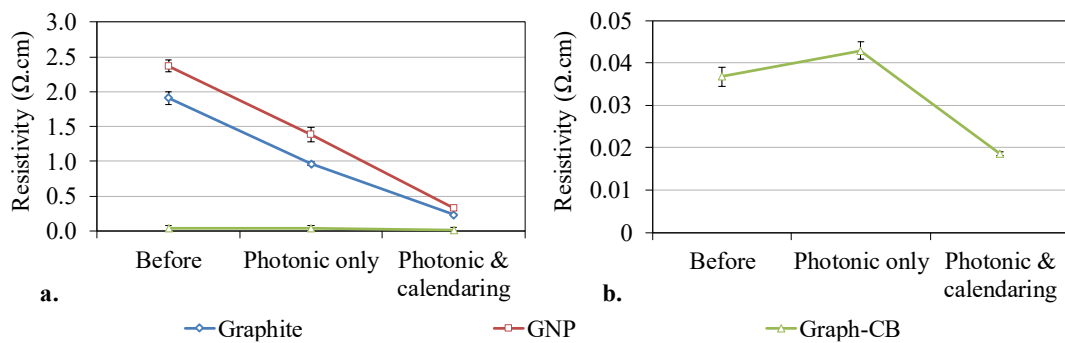 Resistivity (Ω.cm)
3.0
2.5
2.0
1.5
1.0
0.5
0.0
Before
Photonic only
Photonic &
calendaring
a.
Resistivity (Ω.cm)
0.05
0.04
0.03
0.02
0.01
0
Before
Photonic only
Photonic &
calendaring
b.
Graphite
GNP
Graph-CB